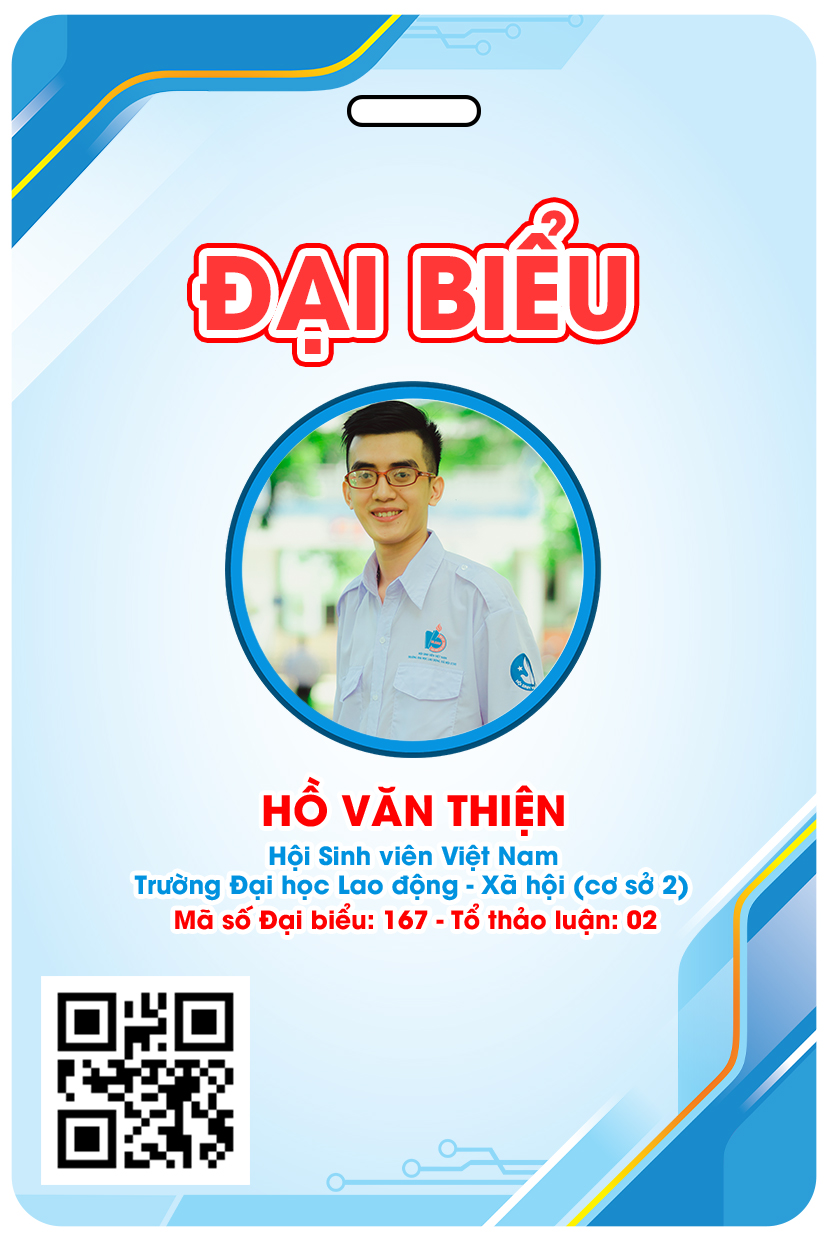 ĐẠI BIỂU
HỒ VĂN THIỆN
Hội Sinh viên Việt Nam
Trường Đại học Lao động - Xã hội (cơ sở 2)
Mã số Đại biểu: 167 - Tổ thảo luận: 02